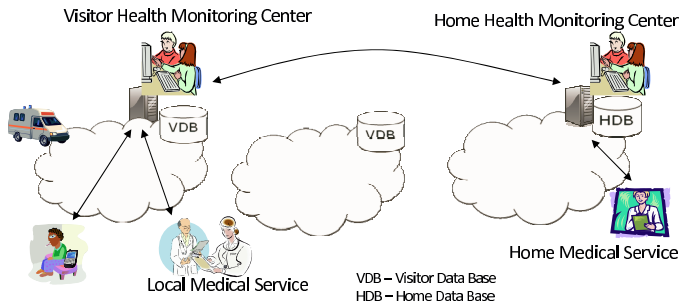 Visitor Health Monitoring Center
Home Health Monitoring Center
VDB
VDB
HDB
Local Medical Service
Home Medical Service
VDB – Visitor Data Base
HDB – Home Data Base